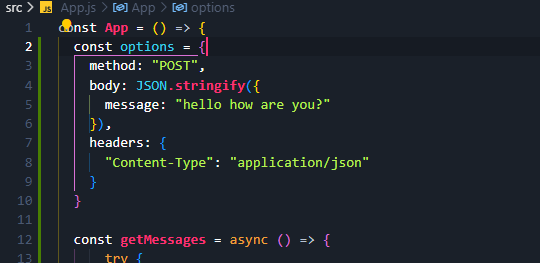 src > JS App.js > App > options
1 const App = () => {
2 const options = {
3 method: "POST",
4 body: JSON.stringify({
5 message: "hello how are you?"
6 }),
7 headers: {
8 "Content-Type": "application/json"
9 }
10 }
11
12 const getMessages = async () => {
13 try {